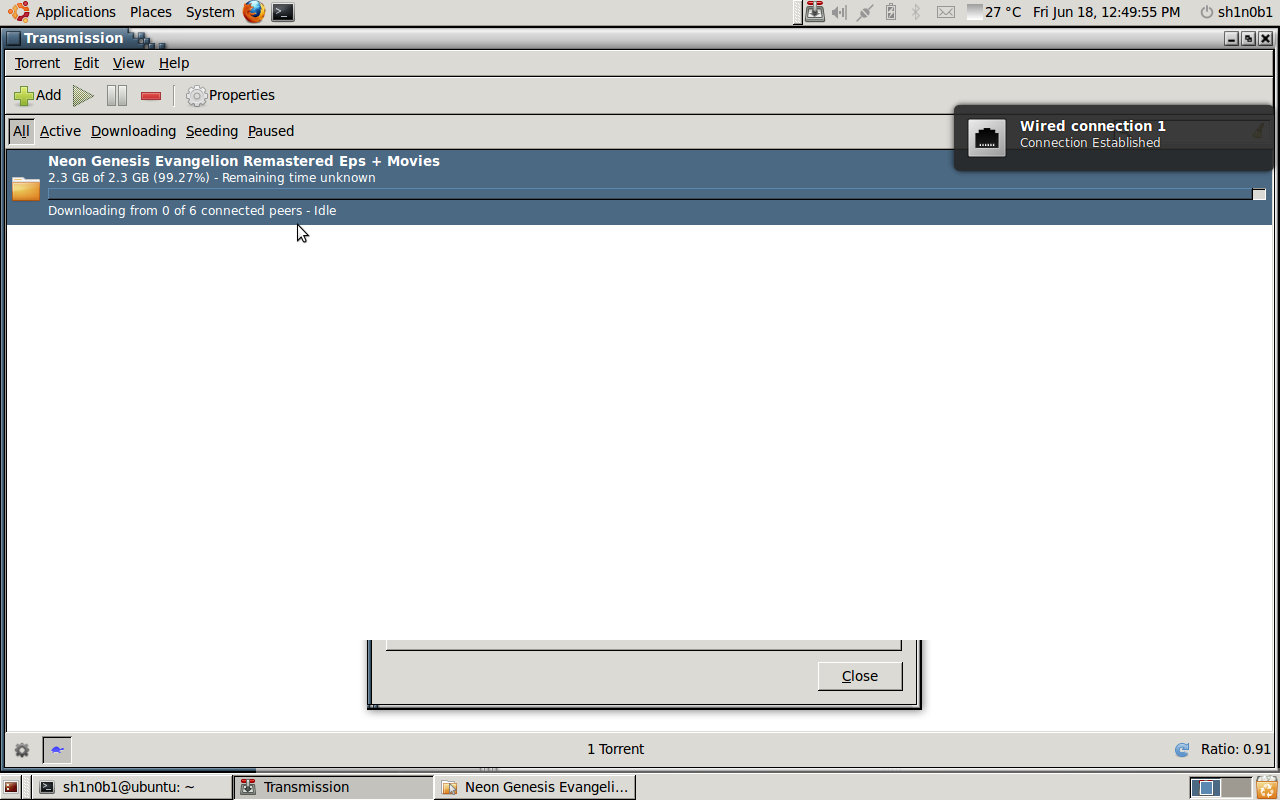 Applications Places System 27 °C Fri Jun 18, 12:49:55 PM sh1n0b1
Transmission
Torrent Edit View Help
Add Properties
All Active Downloading Seeding Paused
Wired connection 1
Connection Established
Neon Genesis Evangelion Remastered Eps + Movies
2.3 GB of 2.3 GB (99.27%) - Remaining time unknown
Downloading from 0 of 6 connected peers - Idle
Close
1 Torrent Ratio: 0.91
sh1n0b1@ubuntu: ~ Transmission Neon Genesis Evangeli...